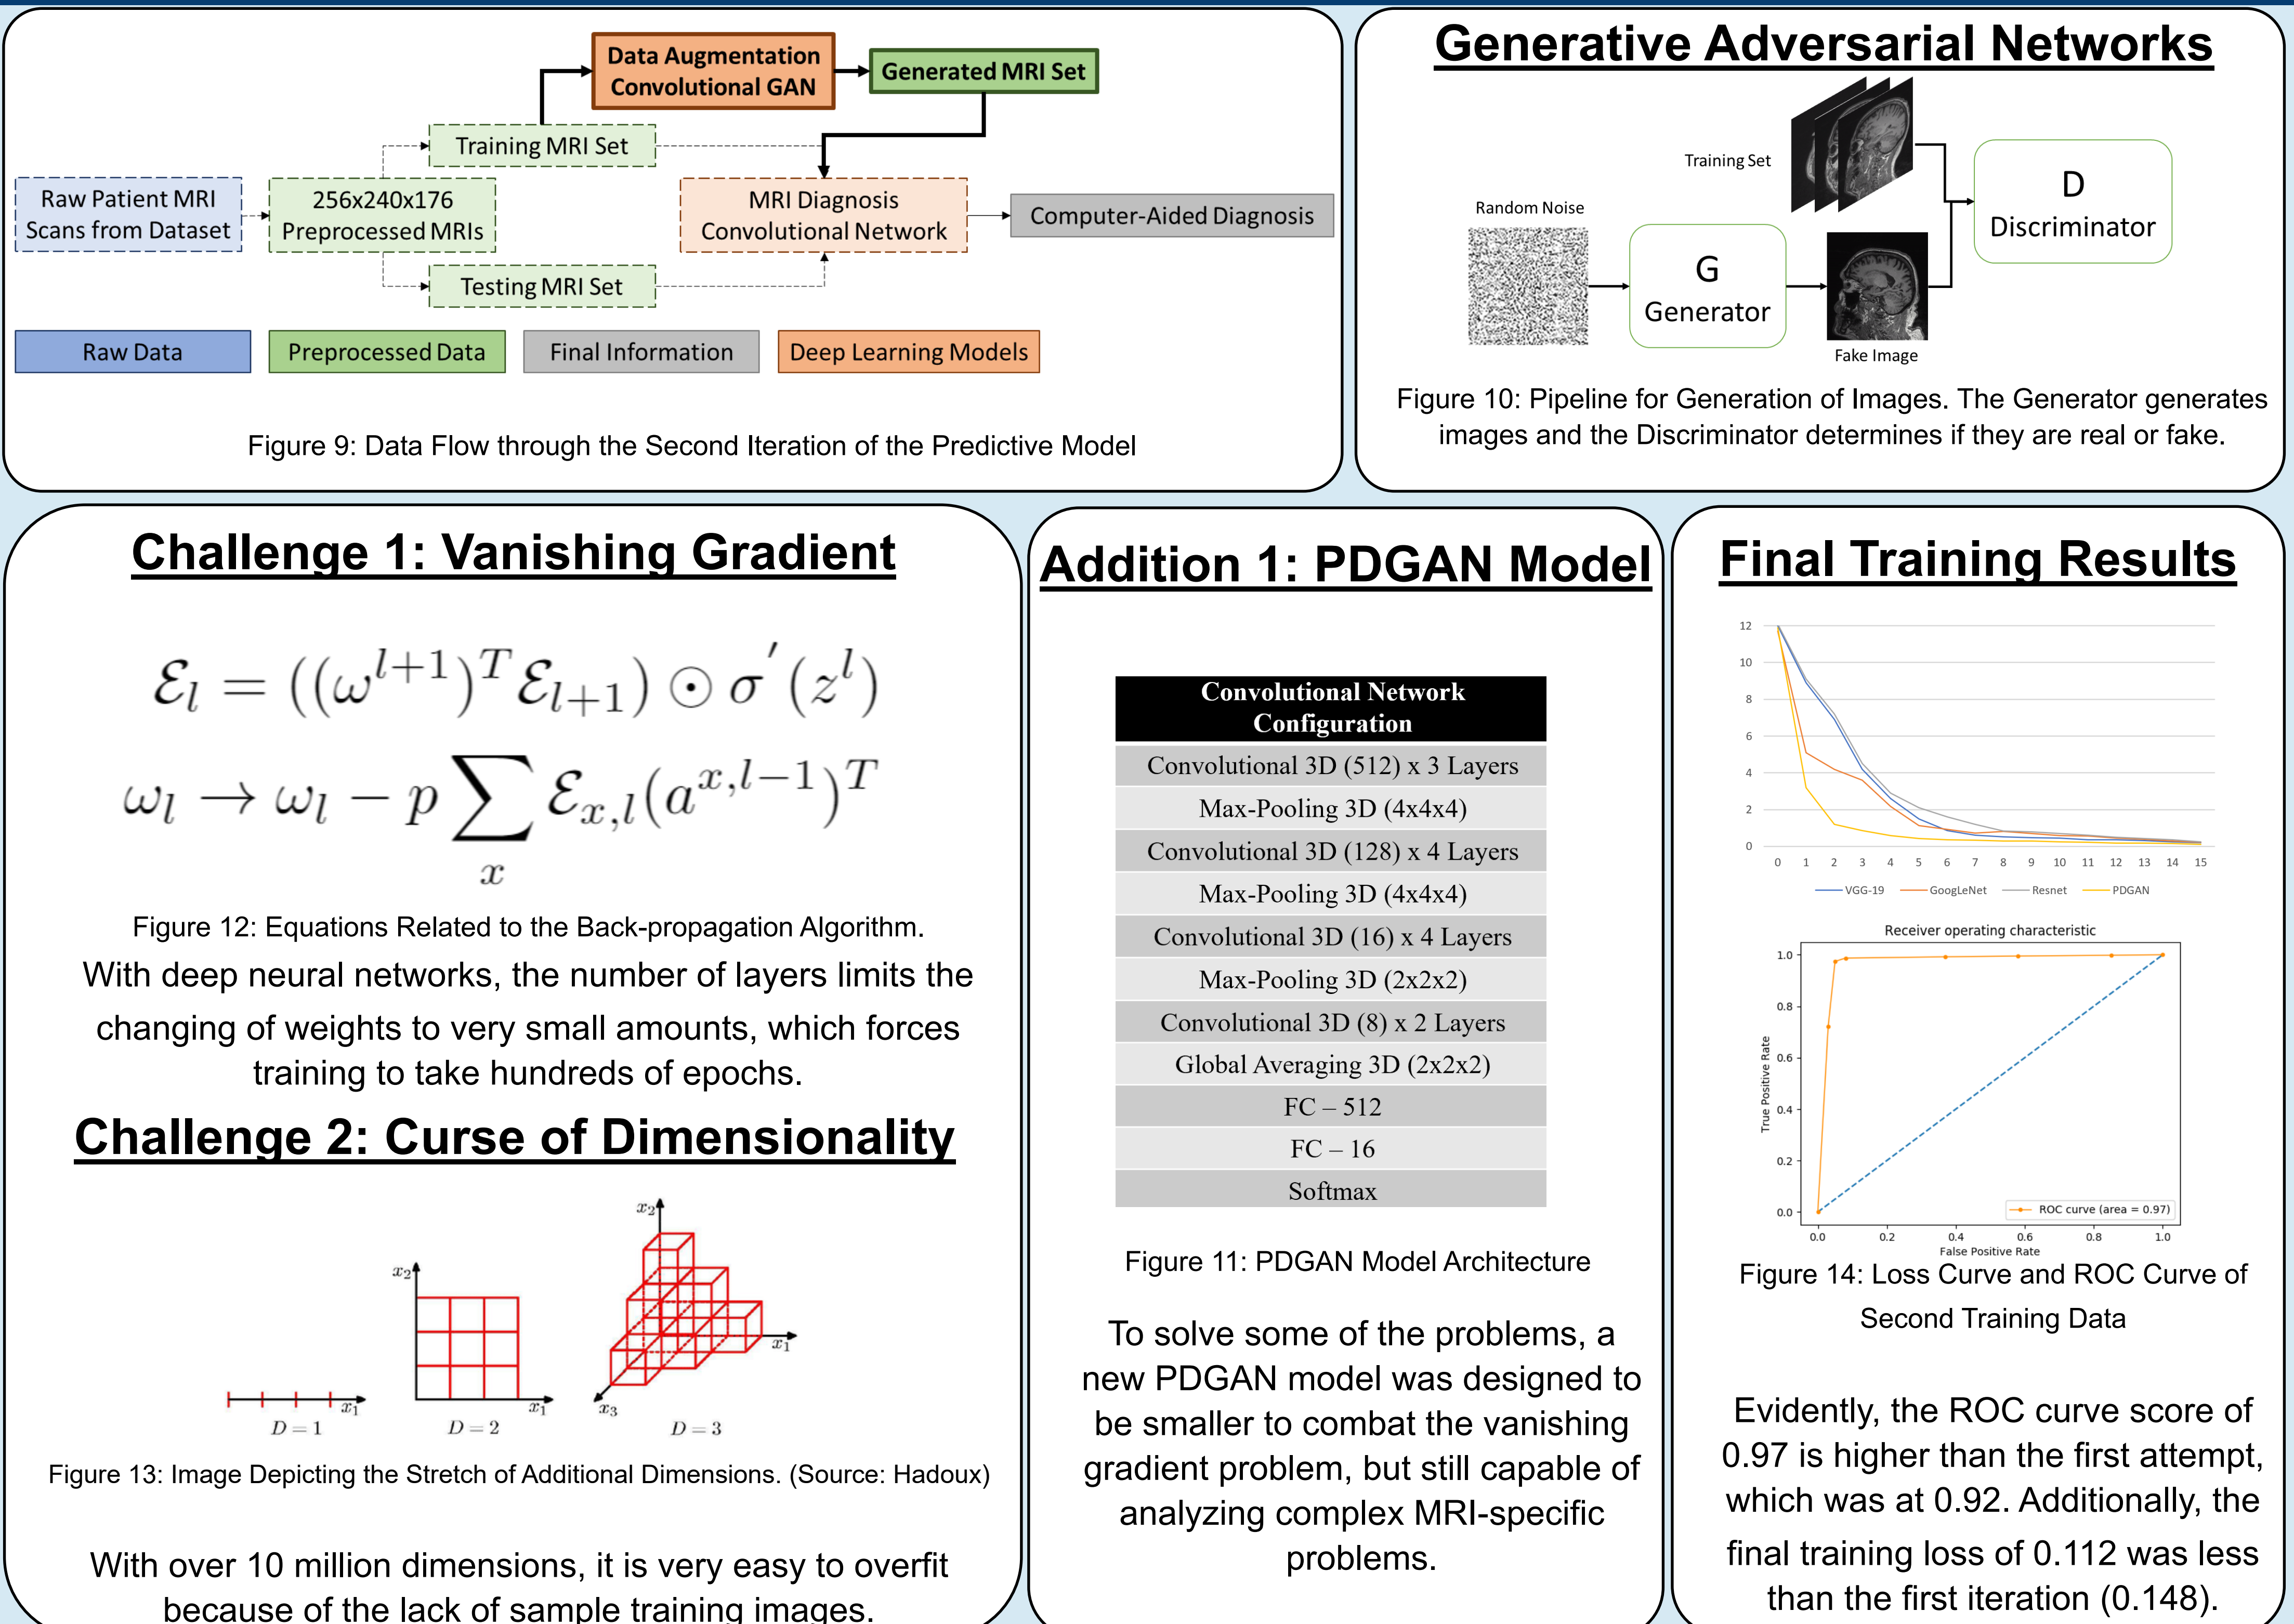 Data Augmentation
Convolutional GAN
Generated MRI Set
Training MRI Set
Raw Patient MRI
Scans from Dataset
256x240x176
Preprocessed MRIs
MRI Diagnosis
Convolutional Network
Computer-Aided Diagnosis
Testing MRI Set
Raw Data
Preprocessed Data
Final Information
Deep Learning Models
Figure 9: Data Flow through the Second Iteration of the Predictive Model
Generative Adversarial Networks
Training Set
Random Noise
G
Generator
D
Discriminator
Fake Image
Figure 10: Pipeline for Generation of Images. The Generator generates
images and the Discriminator determines if they are real or fake.
Challenge 1: Vanishing Gradient
ℰ_l = ((ω^{l+1})^T ℰ_{l+1}) ⊙ σ′(z^l)
ω_l → ω_l − p ∑_x ℰ_{x,l}(a^{x,l−1})^T
Figure 12: Equations Related to the Back-propagation Algorithm.
With deep neural networks, the number of layers limits the
changing of weights to very small amounts, which forces
training to take hundreds of epochs.
Challenge 2: Curse of Dimensionality
x1
D = 1
x2
x1
D = 2
x2
x1
x3
D = 3
Figure 13: Image Depicting the Stretch of Additional Dimensions. (Source: Hadoux)
With over 10 million dimensions, it is very easy to overfit
because of the lack of sample training images.
Addition 1: PDGAN Model
Convolutional Network
Configuration
Convolutional 3D (512) x 3 Layers
Max-Pooling 3D (4x4x4)
Convolutional 3D (128) x 4 Layers
Max-Pooling 3D (4x4x4)
Convolutional 3D (16) x 4 Layers
Max-Pooling 3D (2x2x2)
Convolutional 3D (8) x 2 Layers
Global Averaging 3D (2x2x2)
FC – 512
FC – 16
Softmax
Figure 11: PDGAN Model Architecture
To solve some of the problems, a
new PDGAN model was designed to
be smaller to combat the vanishing
gradient problem, but still capable of
analyzing complex MRI-specific
problems.
Final Training Results
12
10
8
6
4
2
0
0 1 2 3 4 5 6 7 8 9 10 11 12 13 14 15
VGG-19 GoogLeNet Resnet PDGAN
Receiver operating characteristic
True Positive Rate
1.0
0.8
0.6
0.4
0.2
0.0
ROC curve (area = 0.97)
0.0 0.2 0.4 0.6 0.8 1.0
False Positive Rate
Figure 14: Loss Curve and ROC Curve of
Second Training Data
Evidently, the ROC curve score of
0.97 is higher than the first attempt,
which was at 0.92. Additionally, the
final training loss of 0.112 was less
than the first iteration (0.148).